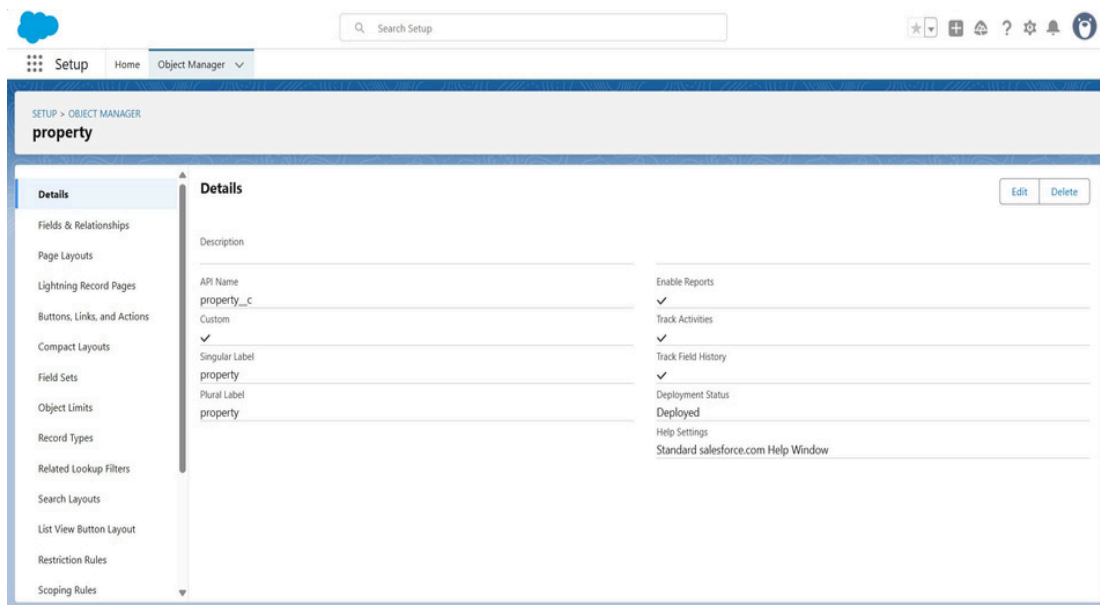 Search Setup
Setup Home Object Manager
SETUP > OBJECT MANAGER
property
Details
Fields & Relationships
Page Layouts
Lightning Record Pages
Buttons, Links, and Actions
Compact Layouts
Field Sets
Object Limits
Record Types
Related Lookup Filters
Search Layouts
List View Button Layout
Restriction Rules
Scoping Rules
Details
Edit Delete
Description
API Name
property__c
Custom
Singular Label
property
Plural Label
property
Enable Reports
Track Activities
Track Field History
Deployment Status
Deployed
Help Settings
Standard salesforce.com Help Window